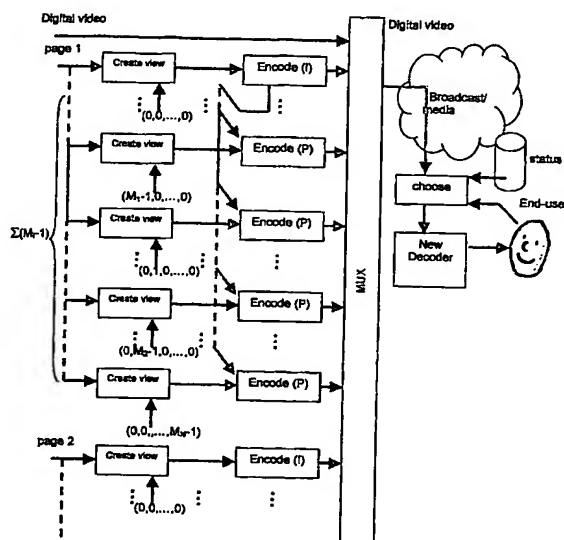 Digital video
Digital video
page 1
Create view
Encode (I)
(0,0,...,0)
Broadcast/
media
status
Create view
Encode (P)
choose
(M1-1,0,...,0)
End-use
Create view
Encode (P)
New
Decoder
Σ(Mi-1)
(0,1,0,...,0)
MUX
Create view
Encode (P)
(0,M2-1,0,...,0)
Create view
Encode (P)
(0,0,...,MN-1)
page 2
Create view
Encode (I)
(0,0,...,0)